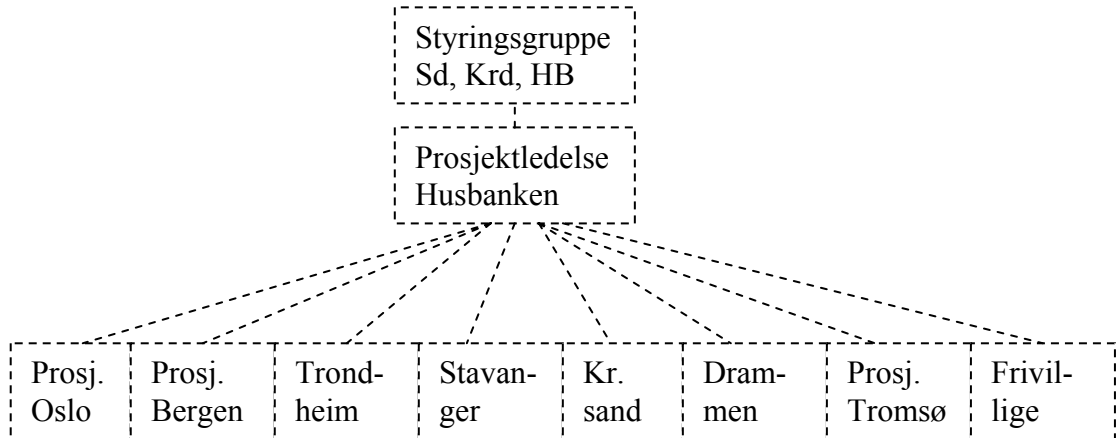 Styringsgruppe
Sd, Krd, HB
Prosjektledelse
Husbanken
Prosj.
Oslo
Prosj.
Bergen
Trond-
heim
Stavan-
ger
Kr.
sand
Dram-
men
Prosj.
Tromsø
Frivil-
lige